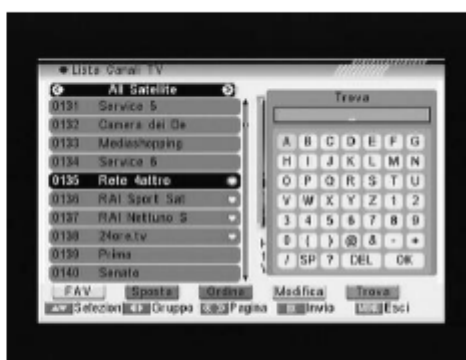 Lista Canali TV
All Satellite
0131 Service 5
0132 Camera dei De
0133 Mediashopping
0134 Service 6
0135 Rete 4attro
0136 RAI Sport Sat
0137 RAI Nettuno S
0138 24ore.tv
0139 Prima
0140 Senato
Trova
A B C D E F G
H I J K L M N
O P Q R S T U
V W X Y Z 1 2
3 4 5 6 7 8 9
0 ( ) @ & - +
/ SP ? DEL OK
FAV Sposta Ordina Modifica Trova
Selezion Gruppo Pagina Invio Esci